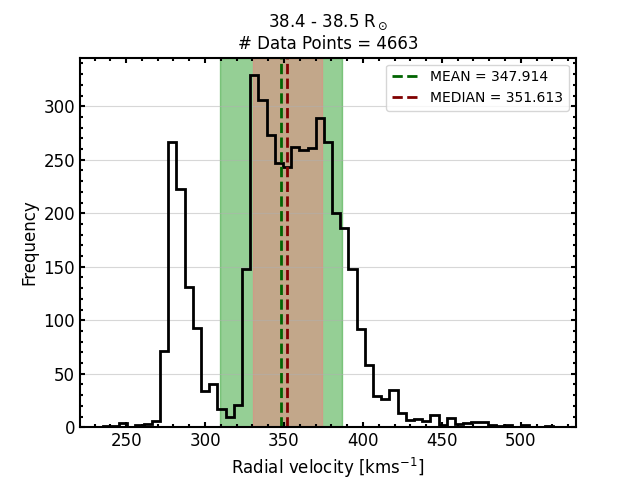 38.4 - 38.5 R⊙
# Data Points = 4663
MEAN = 347.914
MEDIAN = 351.613
Frequency
300
250
200
150
100
50
0
250 300 350 400 450 500
Radial velocity [kms⁻¹]